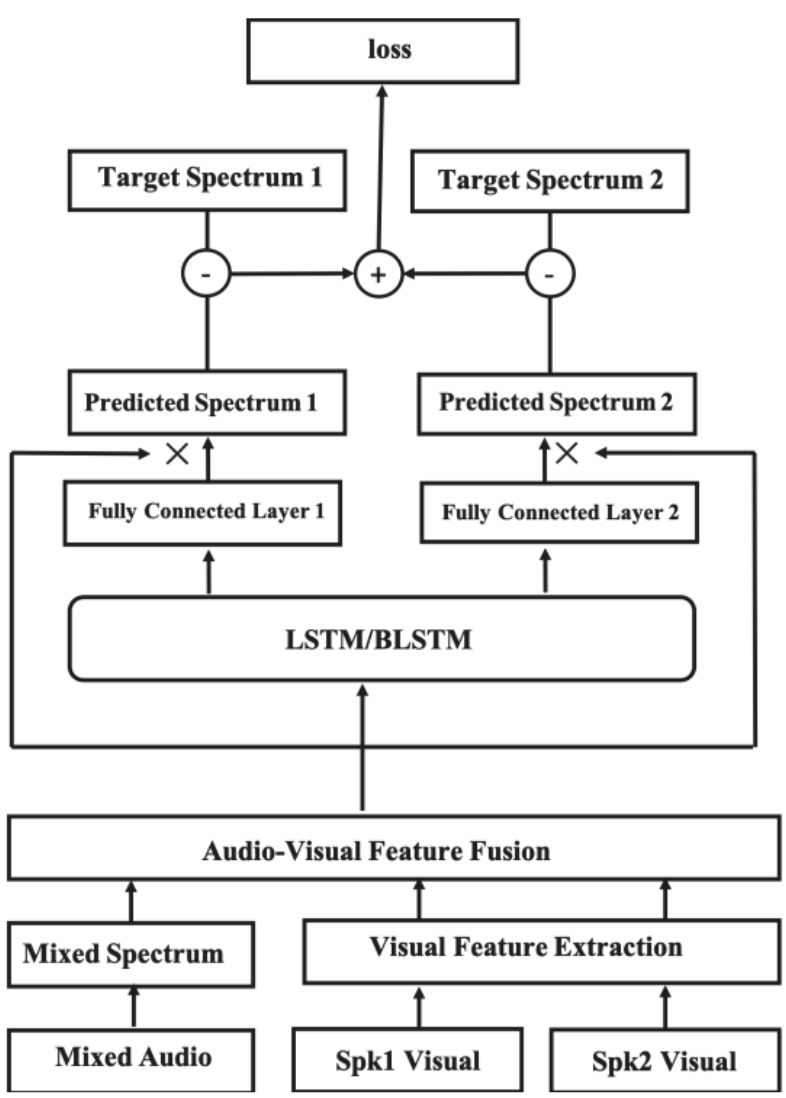 loss
Target Spectrum 1
Target Spectrum 2
-
+
-
Predicted Spectrum 1
Predicted Spectrum 2
×
×
Fully Connected Layer 1
Fully Connected Layer 2
LSTM/BLSTM
Audio-Visual Feature Fusion
Mixed Spectrum
Visual Feature Extraction
Mixed Audio
Spk1 Visual
Spk2 Visual